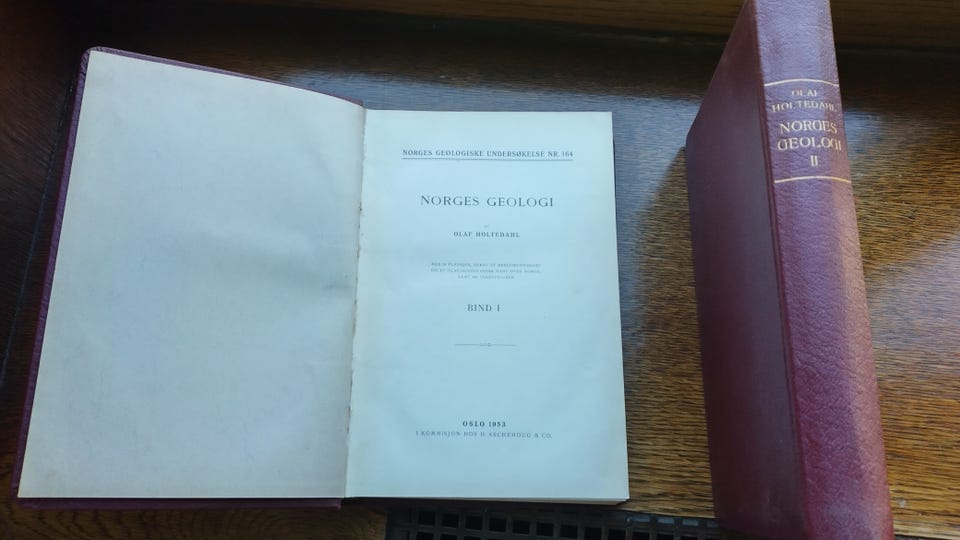 NORGES GEOLOGISKE UNDERSØKELSE NR. 164
NORGES GEOLOGI
AV
OLAF HOLTEDAHL
BIND I
OSLO 1953
I KOMMISJON HOS H. ASCHEHOUG & CO.
OLAF
HOLTEDAHL
NORGES
GEOLOGI
II